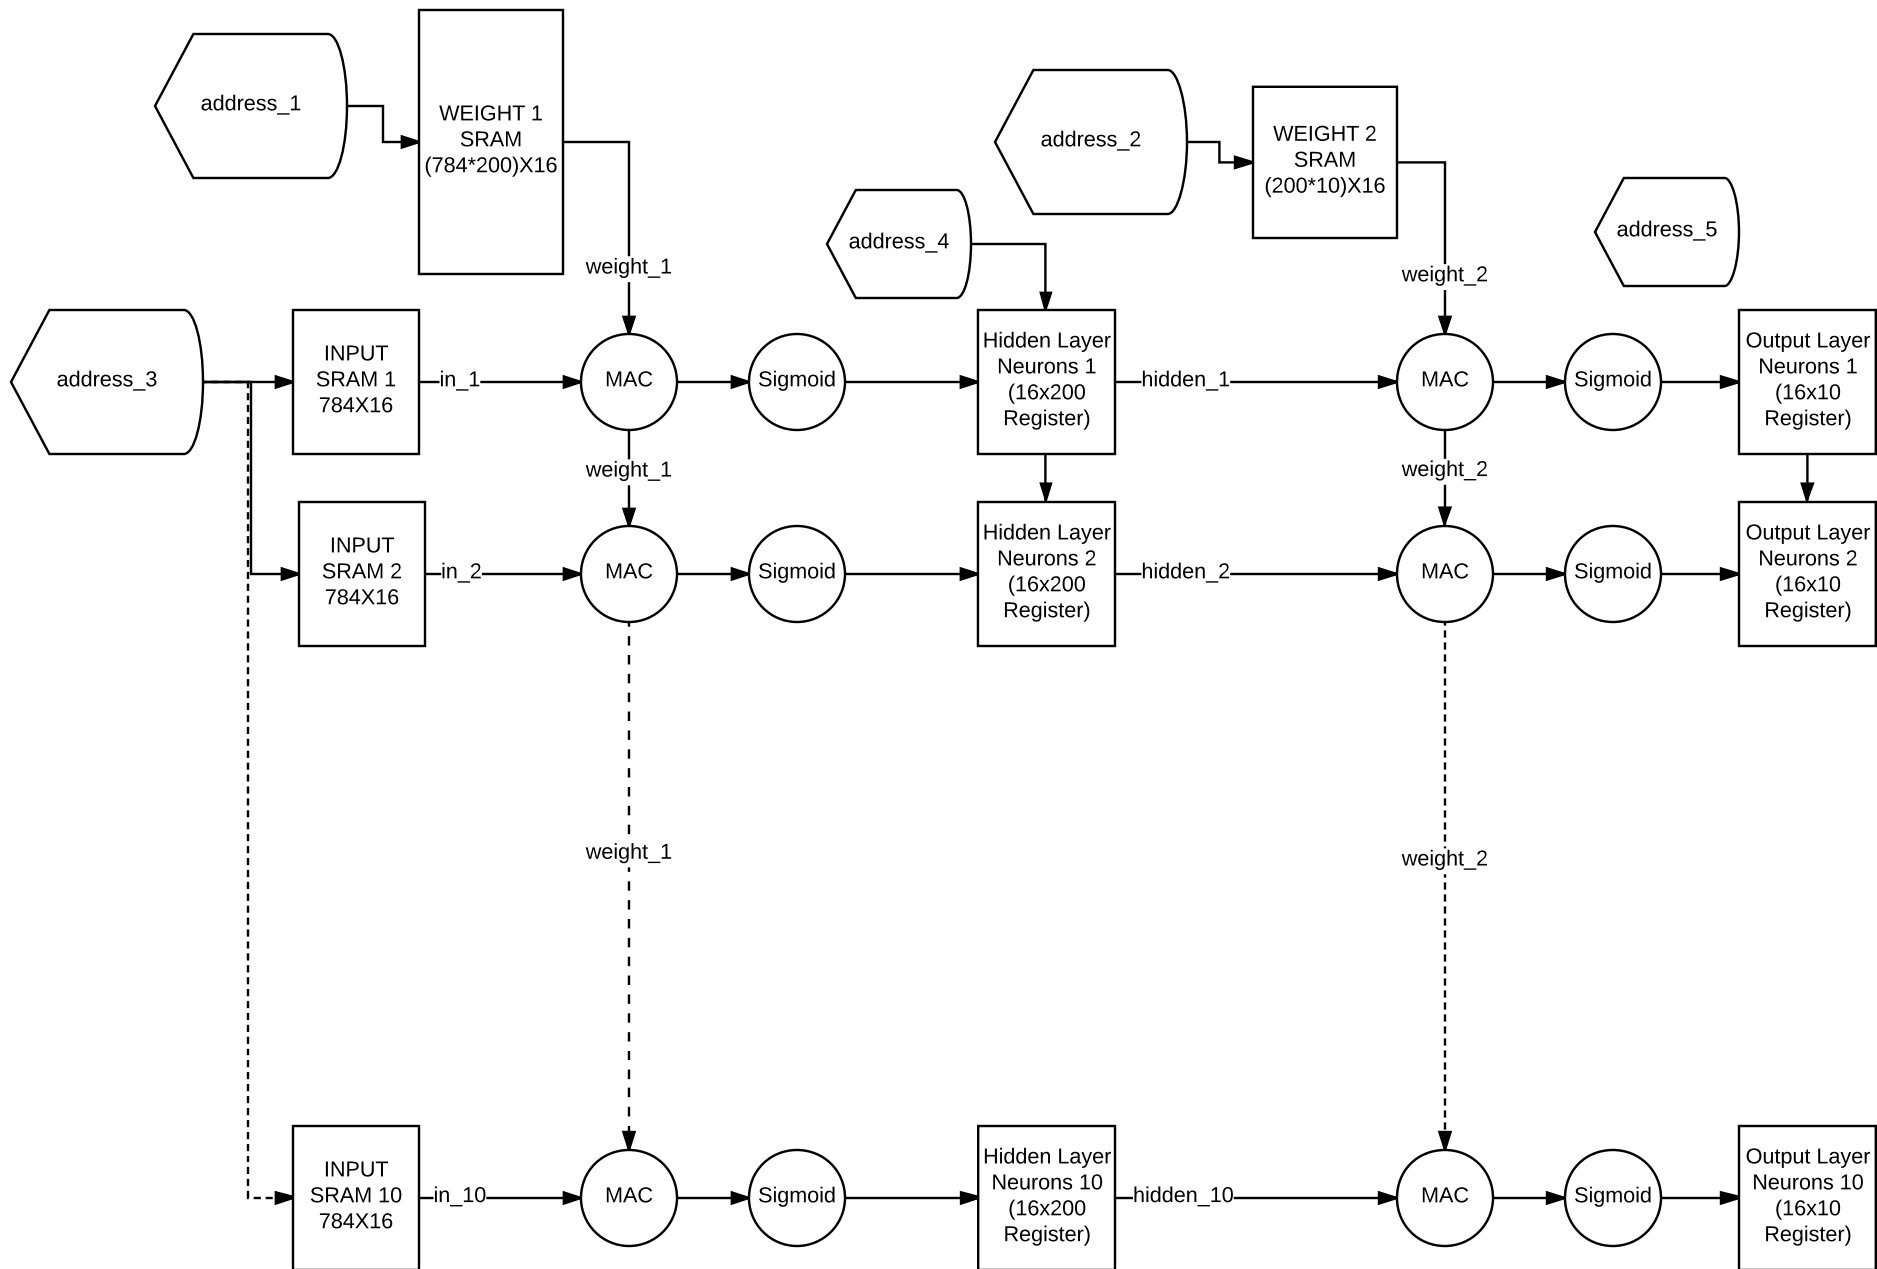 address_1
WEIGHT 1
SRAM
(784*200)X16
address_2
WEIGHT 2
SRAM
(200*10)X16
address_4
address_5
weight_1
weight_2
address_3
INPUT
SRAM 1
784X16
in_1
MAC
Sigmoid
Hidden Layer
Neurons 1
(16x200
Register)
hidden_1
MAC
Sigmoid
Output Layer
Neurons 1
(16x10
Register)
weight_1
weight_2
INPUT
SRAM 2
784X16
in_2
MAC
Sigmoid
Hidden Layer
Neurons 2
(16x200
Register)
hidden_2
MAC
Sigmoid
Output Layer
Neurons 2
(16x10
Register)
weight_1
weight_2
INPUT
SRAM 10
784X16
in_10
MAC
Sigmoid
Hidden Layer
Neurons 10
(16x200
Register)
hidden_10
MAC
Sigmoid
Output Layer
Neurons 10
(16x10
Register)